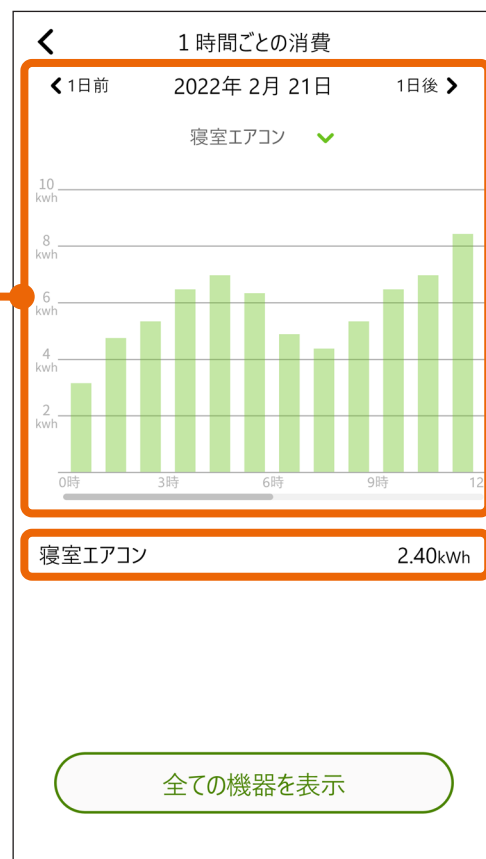 1時間ごとの消費
1日前 2022年 2月 21日 1日後
寝室エアコン
10
kwh
8
kwh
6
kwh
4
kwh
2
kwh
0時 3時 6時 9時 12
寝室エアコン 2.40kWh
全ての機器を表示